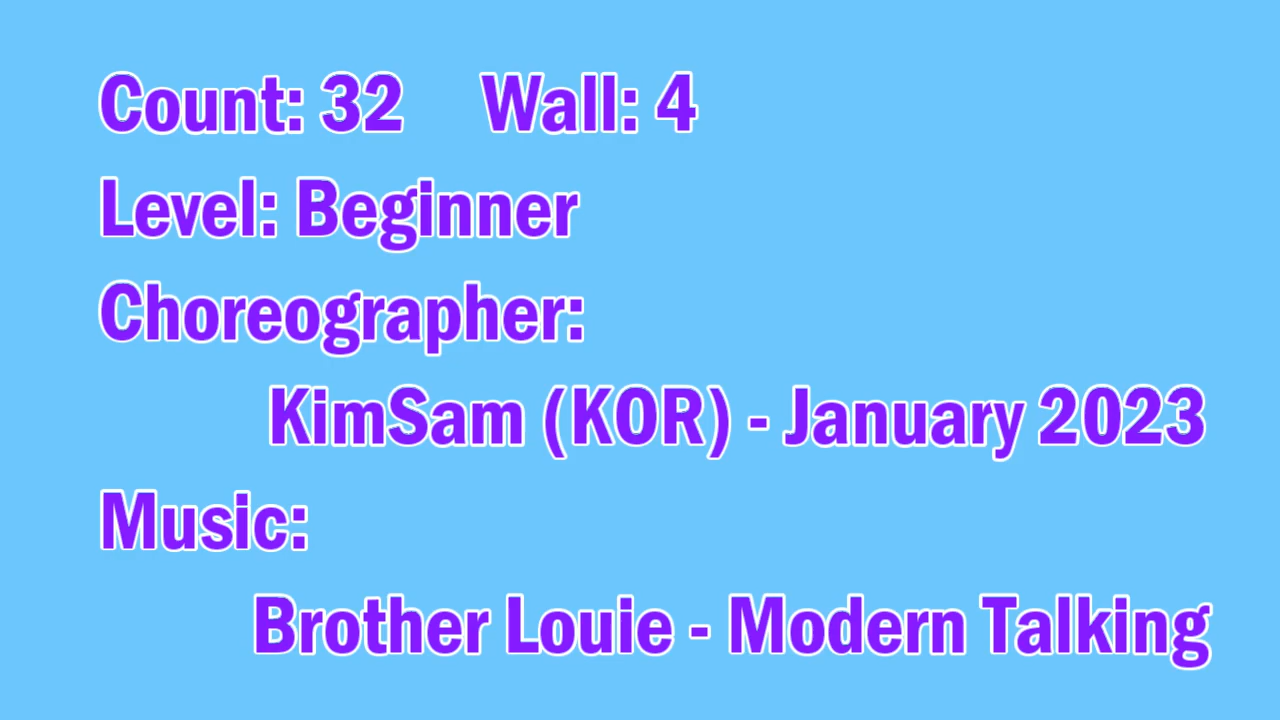 Count: 32 Wall: 4
Level: Beginner
Choreographer:
KimSam (KOR) - January 2023
Music:
Brother Louie - Modern Talking